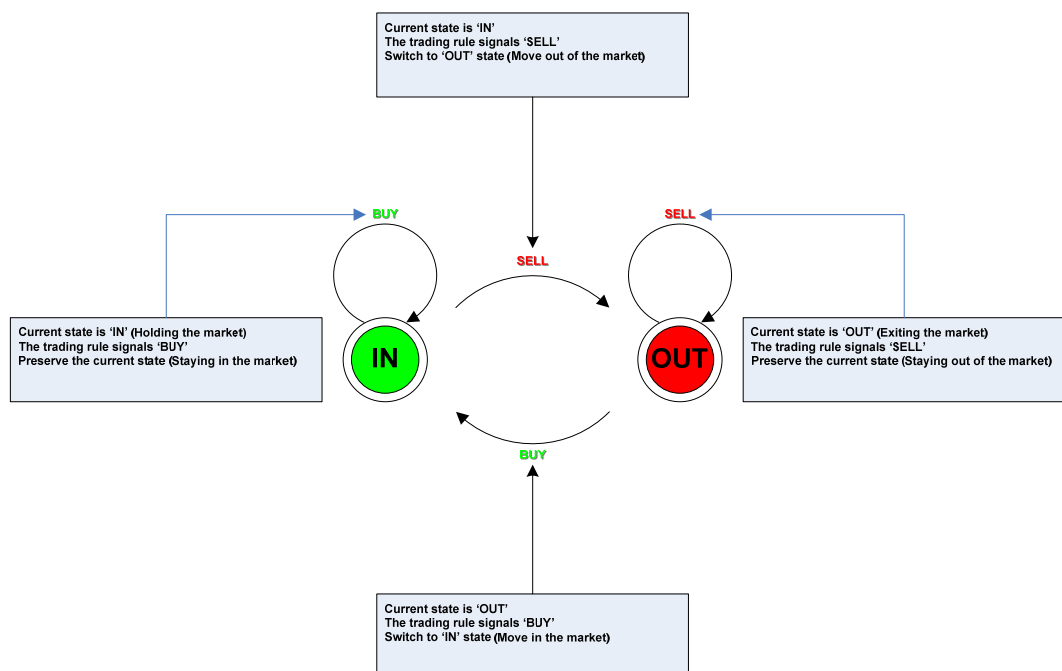 Current state is ‘IN’
The trading rule signals ‘SELL’
Switch to ‘OUT’ state (Move out of the market)
BUY
SELL
SELL
Current state is ‘IN’ (Holding the market)
The trading rule signals ‘BUY’
Preserve the current state (Staying in the market)
IN
OUT
Current state is ‘OUT’ (Exiting the market)
The trading rule signals ‘SELL’
Preserve the current state (Staying out of the market)
BUY
Current state is ‘OUT’
The trading rule signals ‘BUY’
Switch to ‘IN’ state (Move in the market)